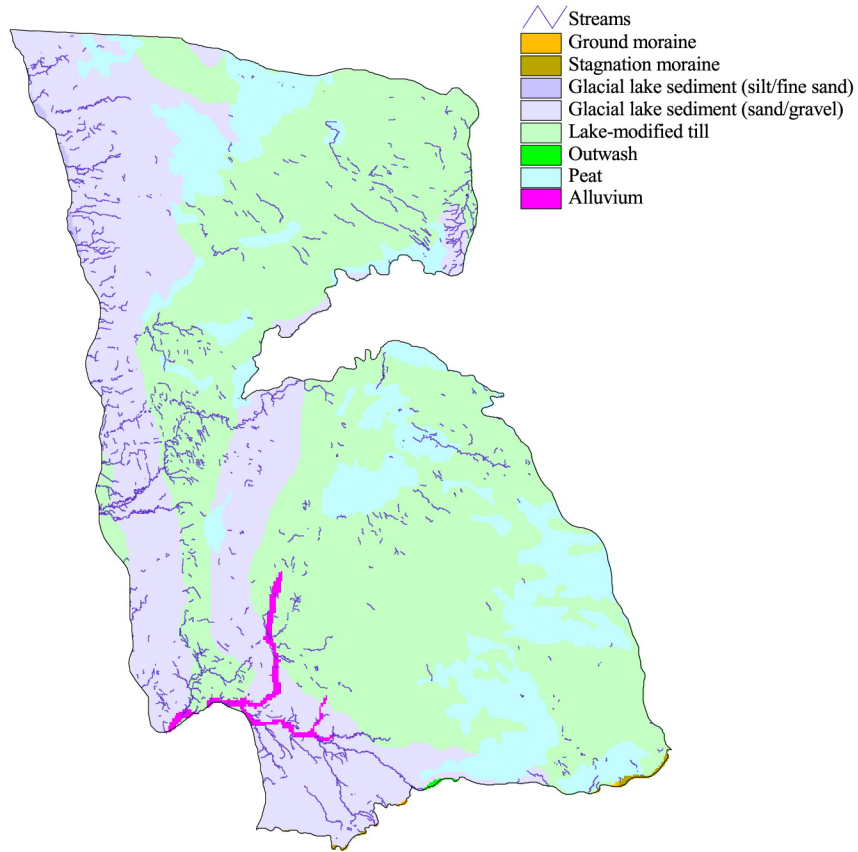 Streams
Ground moraine
Stagnation moraine
Glacial lake sediment (silt/fine sand)
Glacial lake sediment (sand/gravel)
Lake-modified till
Outwash
Peat
Alluvium